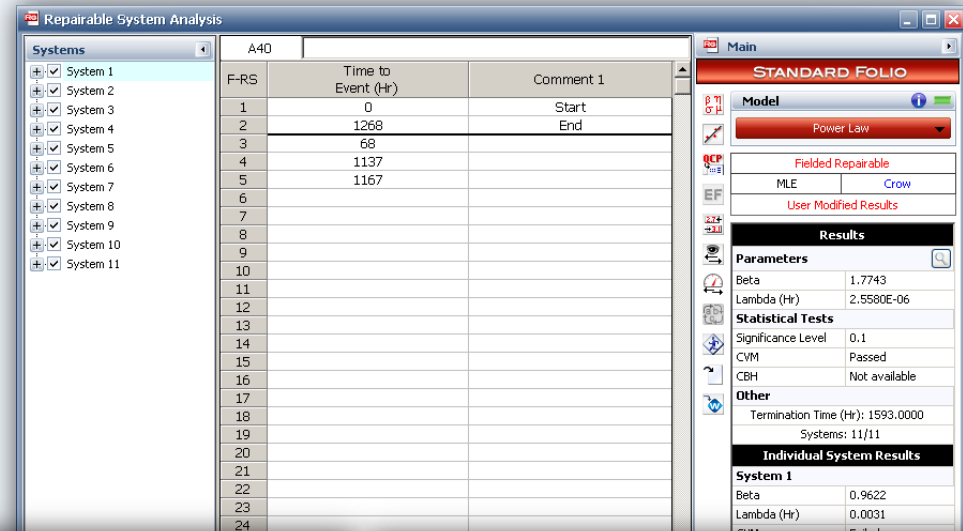 Repairable System Analysis
Systems
System 1
System 2
System 3
System 4
System 5
System 6
System 7
System 8
System 9
System 10
System 11
A40
F-RS Time to Event (Hr) Comment 1
1 0 Start
2 1268 End
3 68
4 1137
5 1167
6
7
8
9
10
11
12
13
14
15
16
17
18
19
20
21
22
23
24
β η
σ μ
QCP
EF
Main
STANDARD FOLIO
Model
Power Law
Fielded Repairable
MLE Crow
User Modified Results
Results
Parameters
Beta 1.7743
Lambda (Hr) 2.5580E-06
Statistical Tests
Significance Level 0.1
CVM Passed
CBH Not available
Other
Termination Time (Hr): 1593.0000
Systems: 11/11
Individual System Results
System 1
Beta 0.9622
Lambda (Hr) 0.0031